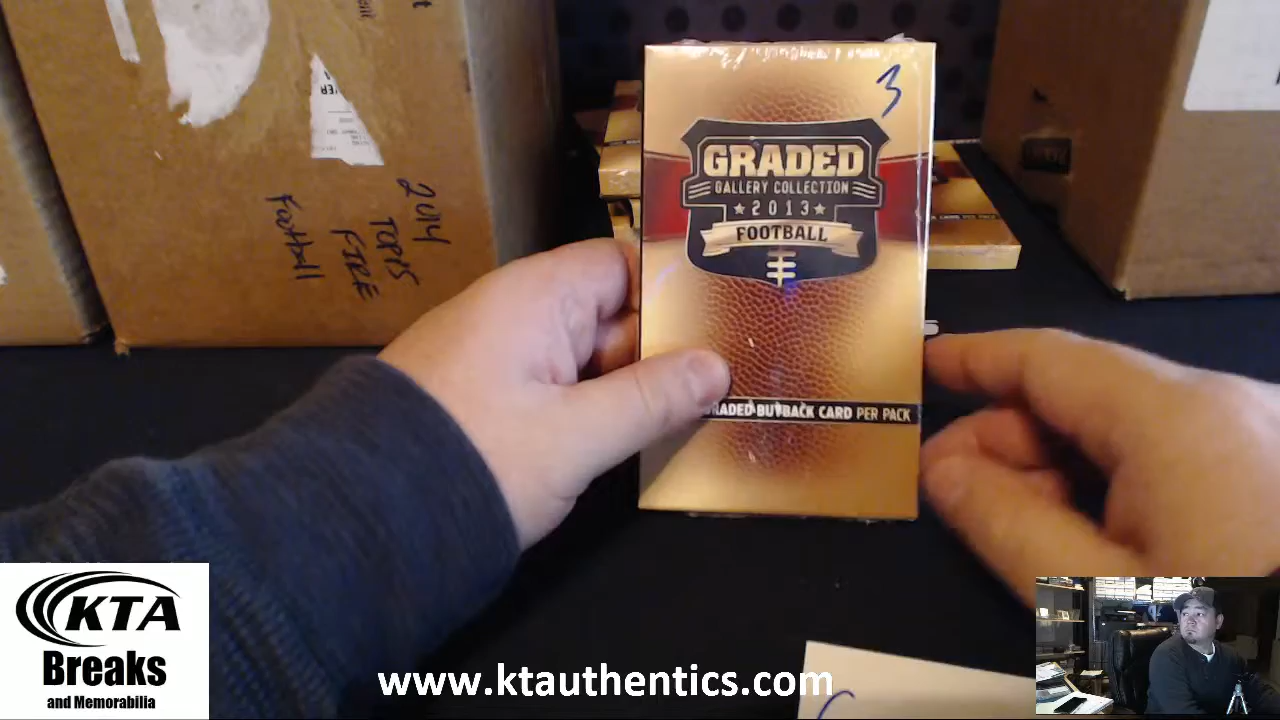 3
GRADED
GALLERY COLLECTION
2013
FOOTBALL
GRADED BUYBACK CARD PER PACK
2014
TOPPS
FIRE
Football
KTA
Breaks
and Memorabilia
www.ktauthentics.com